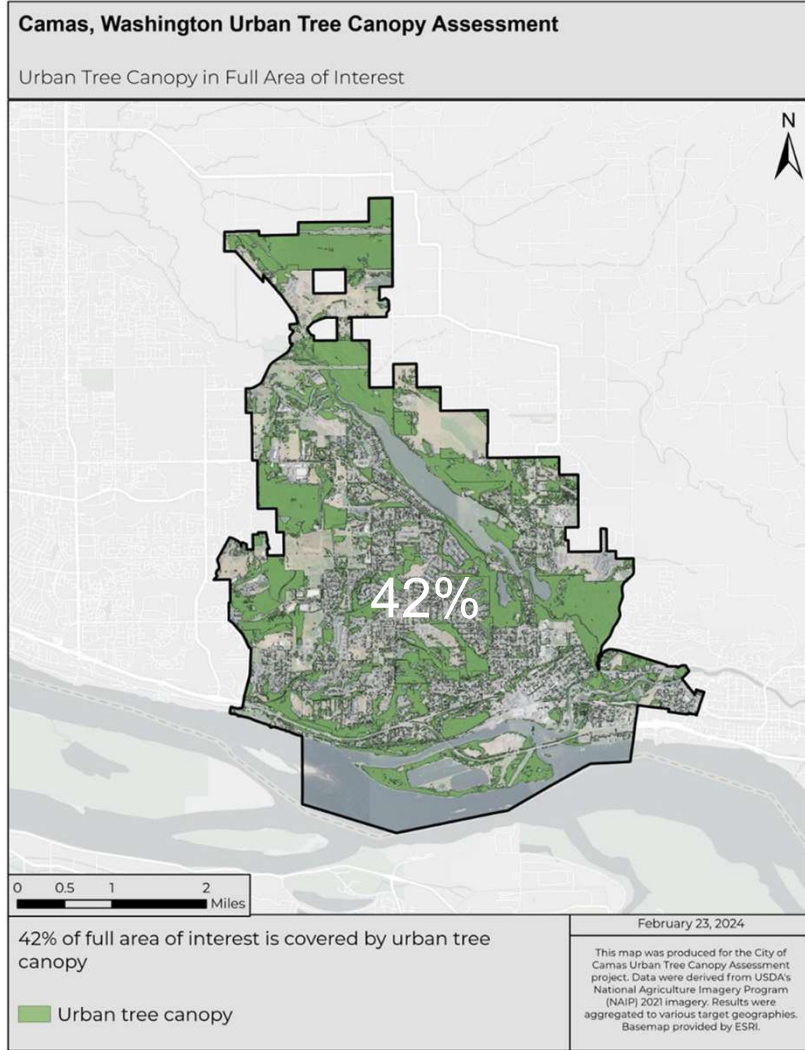 Camas, Washington Urban Tree Canopy Assessment
Urban Tree Canopy in Full Area of Interest
N
42%
0 0.5 1 2
Miles
42% of full area of interest is covered by urban tree
canopy
Urban tree canopy
February 23, 2024
This map was produced for the City of
Camas Urban Tree Canopy Assessment
project. Data were derived from USDA's
National Agriculture Imagery Program
(NAIP) 2021 imagery. Results were
aggregated to various target geographies.
Basemap provided by ESRI.